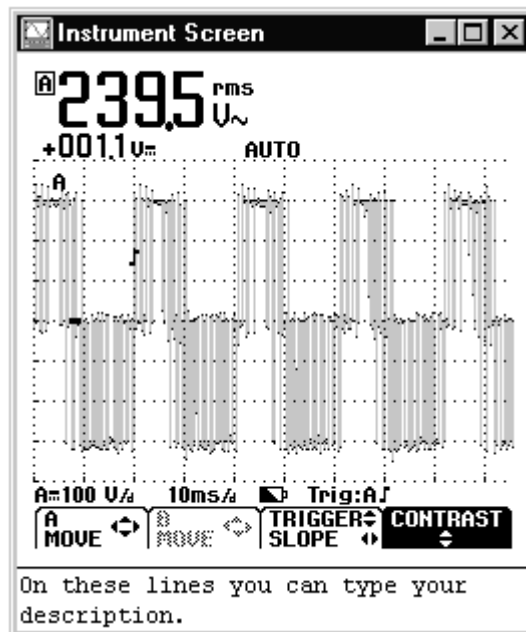 Instrument Screen
A 239.5 rms V~
+001.1 V⎓ AUTO
A
A=100 V/d 10ms/d Trig:A∫
A MOVE B MOVE TRIGGER SLOPE CONTRAST
On these lines you can type your
description.